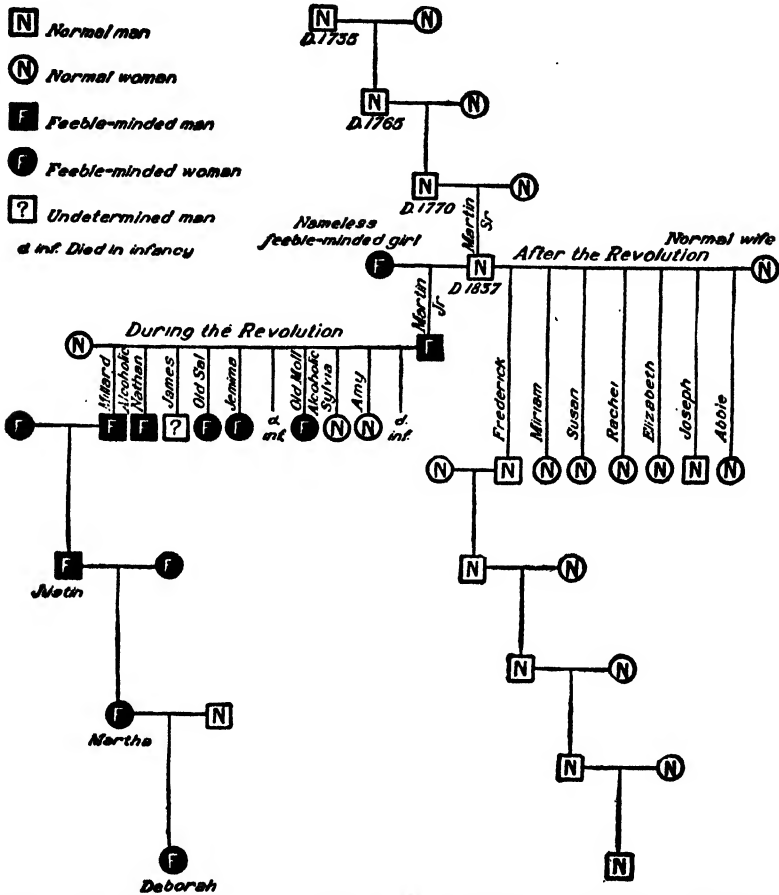 N Normal man
N Normal woman
F Feeble-minded man
F Feeble-minded woman
? Undetermined man
d inf. Died in infancy
N N
D.1735
N N
D.1765
N N
D.1770
Martin Sr
Nameless
feeble-minded girl
After the Revolution
Normal wife
F N N
D 1837
Martin Jr
During the Revolution
N F
Millard
Alcoholic
Nathan
James
Old Sal
Jemima
d. inf.
Old Moll
Alcoholic
Sylvia
Amy
d. inf.
F F F ? F F F N N
Frederick
Miriam
Susan
Rachel
Elizabeth
Joseph
Abbie
N N N N N N N N
F F
Justin
N N
N N
F N
Martha
N N
F
Deborah
N